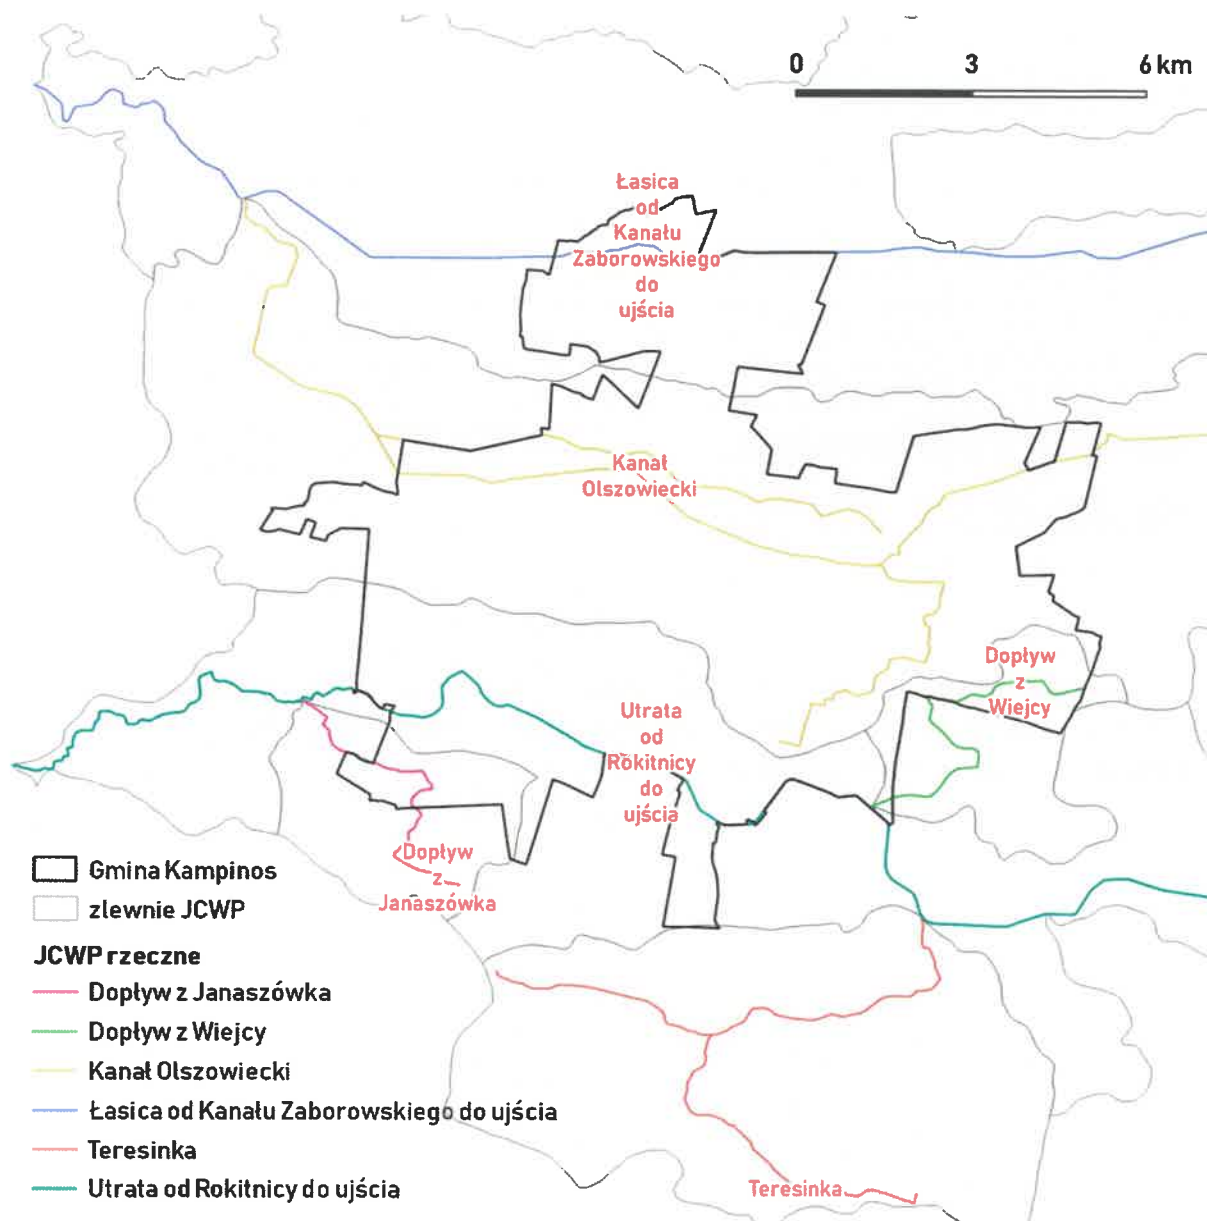 0 3 6 km
Łasica
od
Kanału
Zaborowskiego
do
ujścia
Kanał
Olszowiecki
Dopływ
z
Wiejcy
Utrata
od
Rokitnicy
do
ujścia
Dopływ
z
Janaszówka
Gmina Kampinos
zlewnie JCWP
JCWP rzeczne
Dopływ z Janaszówka
Dopływ z Wiejcy
Kanał Olszowiecki
Łasica od Kanału Zaborowskiego do ujścia
Teresinka
Utrata od Rokitnicy do ujścia
Teresinka